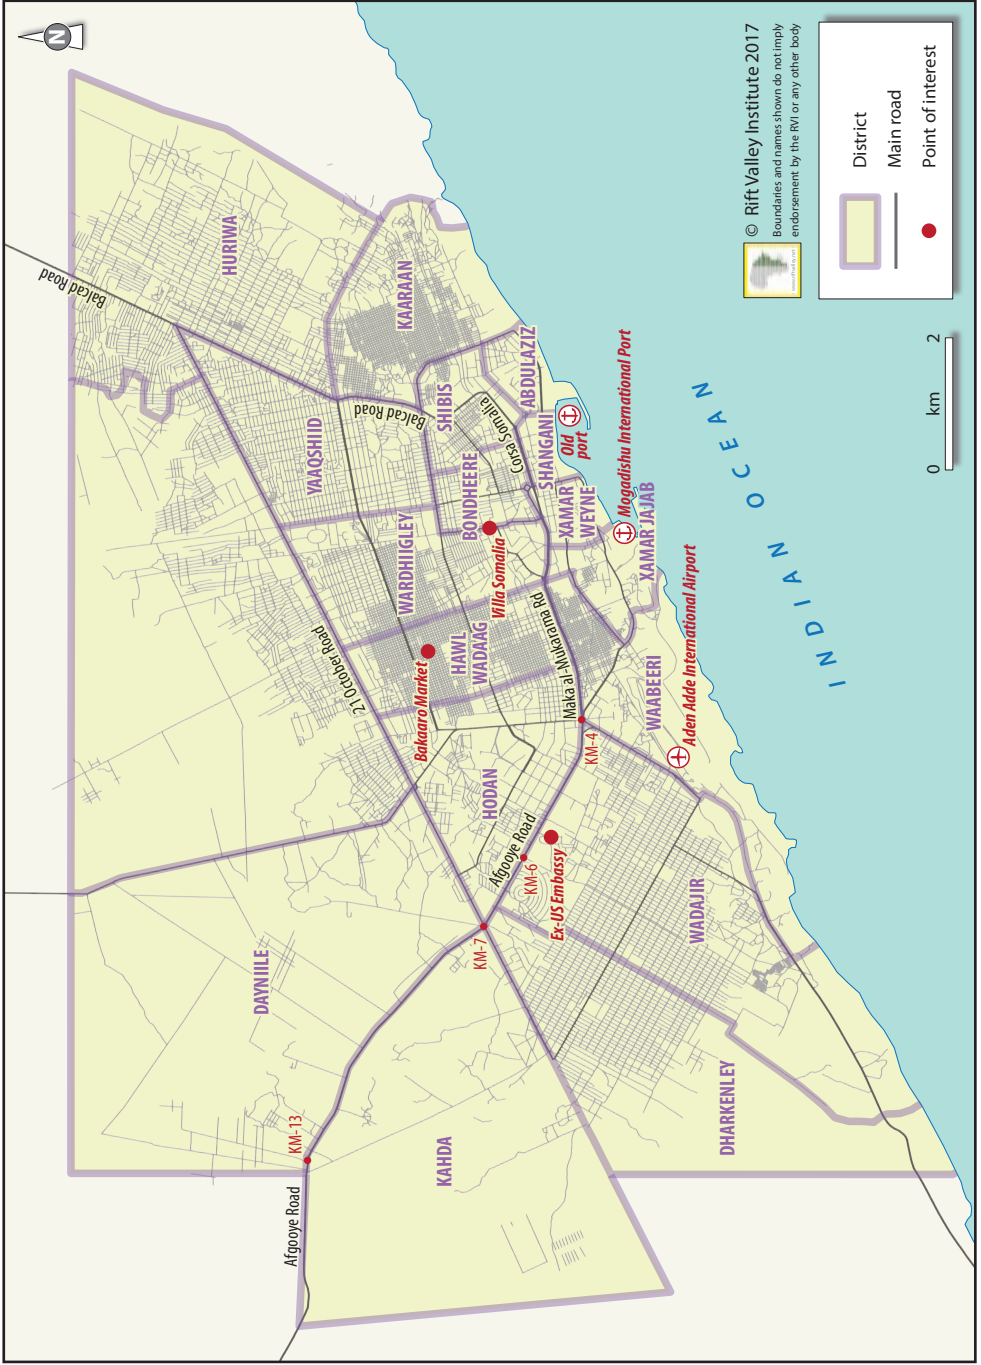 N
Balcad Road
HURIWA
KAARAAN
YAAQSHIID
Balcad Road
SHIBIS
ABDULAZIZ
Corso Somalia
SHANGANI
Old
port
BONDHEERE
WARDHIIGLEY
Villa Somalia
XAMAR
WEYNE
Mogadishu International Port
XAMAR JAJAB
21 October Road
HAWL
WADAAG
Bakaaro Market
Maka al-Mukarama Rd
WAABEERI
Aden Adde International Airport
KM-4
HODAN
Afgooye Road
KM-6
Ex-US Embassy
KM-7
WADAJIR
DAYNIILE
DHARKENLEY
KAHDA
KM-13
Afgooye Road
INDIAN OCEAN
© Rift Valley Institute 2017
Boundaries and names shown do not imply
endorsement by the RVI or any other body
District
Main road
Point of interest
0 km 2